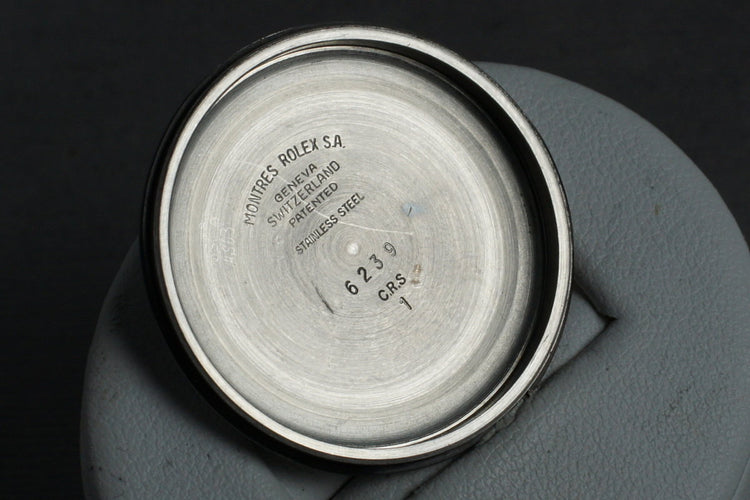 MONTRES ROLEX S.A.
GENEVA
SWITZERLAND
PATENTED
STAINLESS STEEL
6239
C.R.S
1